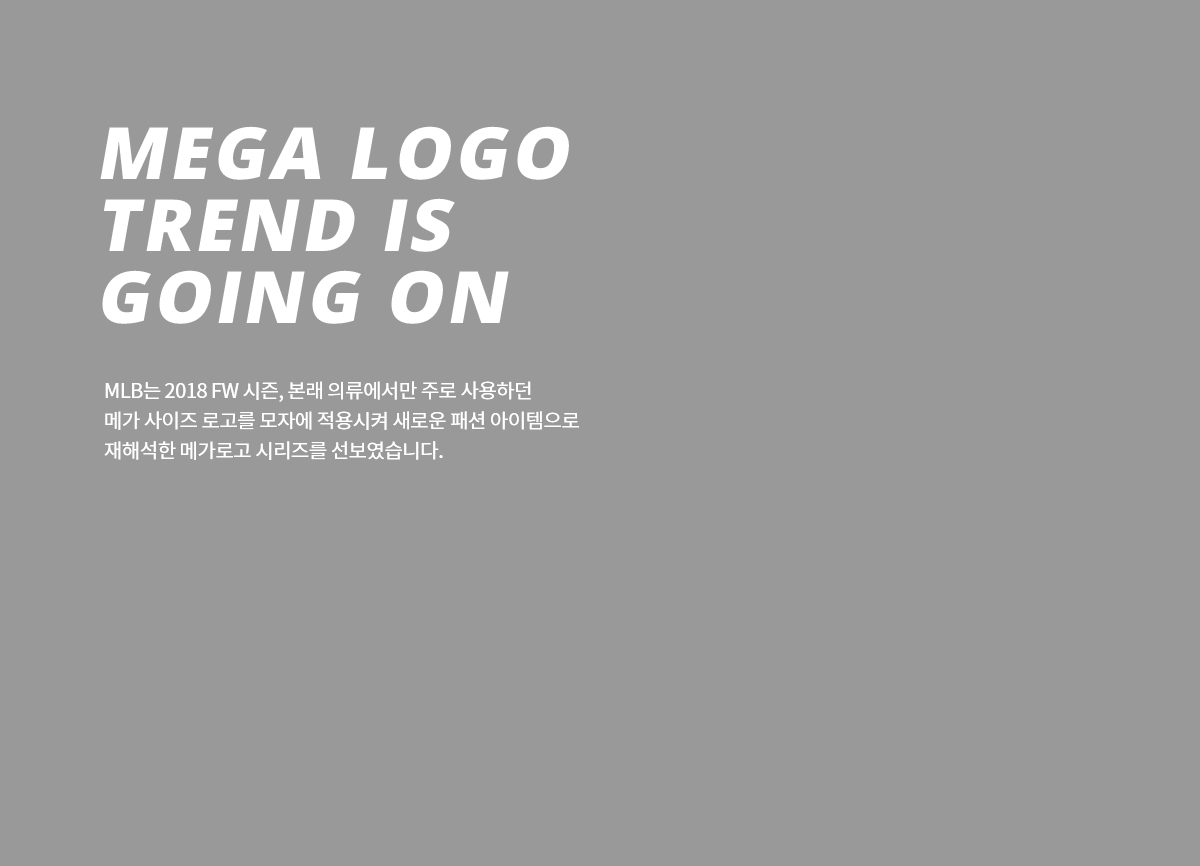 MEGA LOGO
TREND IS
GOING ON
MLB는 2018 FW 시즌, 본래 의류에서만 주로 사용하던
메가 사이즈 로고를 모자에 적용시켜 새로운 패션 아이템으로
재해석한 메가로고 시리즈를 선보였습니다.